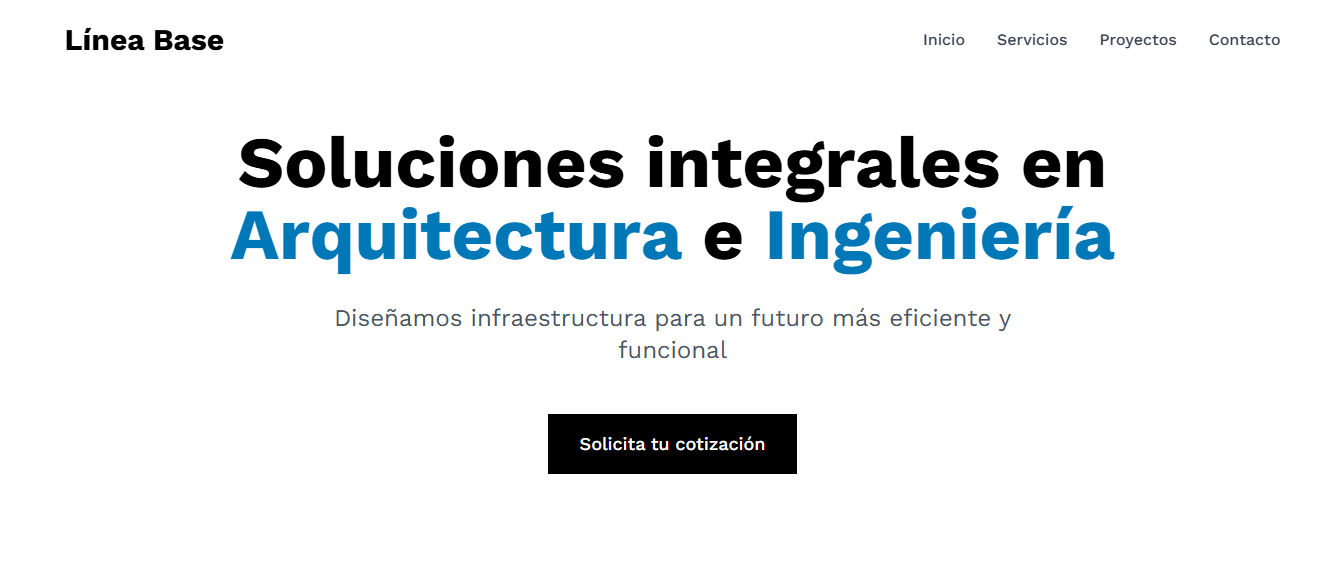 Línea Base
Inicio Servicios Proyectos Contacto
Soluciones integrales en
Arquitectura e Ingeniería
Diseñamos infraestructura para un futuro más eficiente y
funcional
Solicita tu cotización